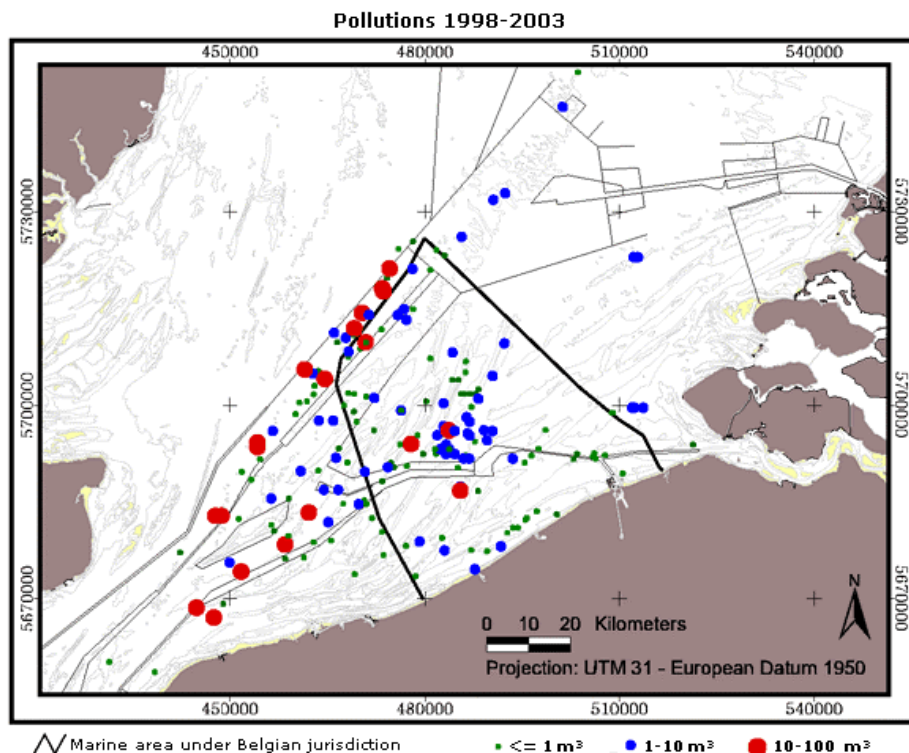 Pollutions 1998-2003
450000 480000 510000 540000
5730000 5730000
5700000 5700000
5670000 5670000
N
0 10 20 Kilometers
Projection: UTM 31 - European Datum 1950
450000 480000 510000 540000
Marine area under Belgian jurisdiction <= 1 m³ 1-10 m³ 10-100 m³